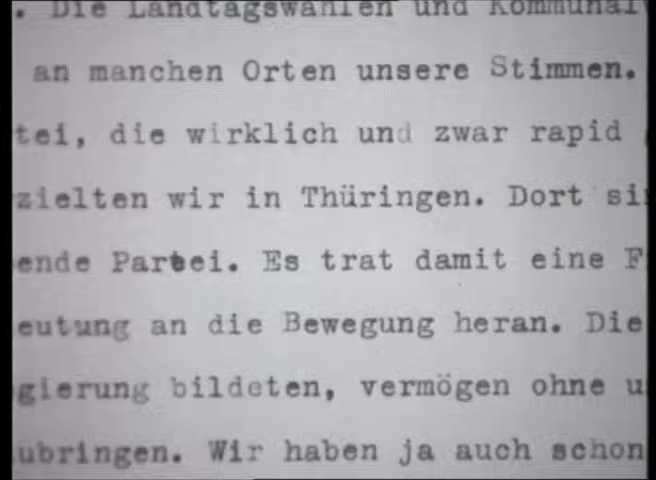 . Die Landtagswahlen und Kommunal
an manchen Orten unsere Stimmen.
tei, die wirklich und zwar rapid
zielten wir in Thüringen. Dort si
ende Partei. Es trat damit eine F
eutung an die Bewegung heran. Die
gierung bildeten, vermögen ohne u
ubringen. Wir haben ja auch schon